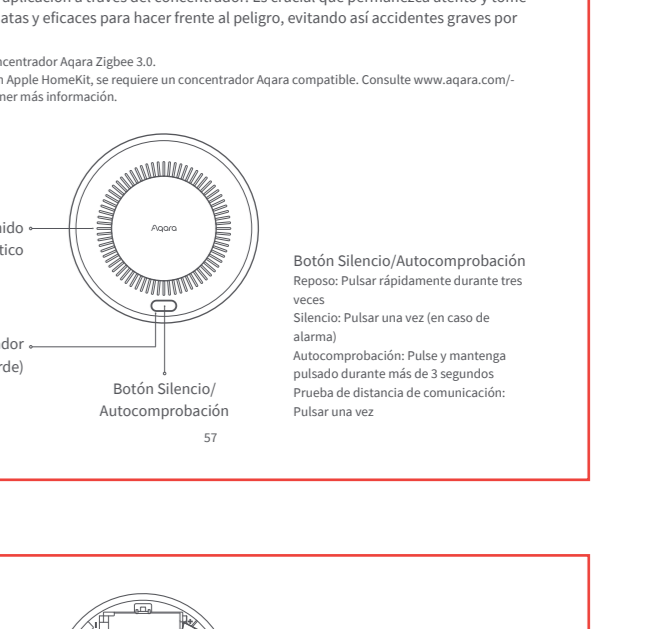 aplicación a través del concentrador. Es crucial que permanezca atento y tome
atas y eficaces para hacer frente al peligro, evitando así accidentes graves por
centrador Aqara Zigbee 3.0.
n Apple HomeKit, se requiere un concentrador Aqara compatible. Consulte www.aqara.com/-
ner más información.
Aqara
ido
tico
Botón Silencio/Autocomprobación
Reposo: Pulsar rápidamente durante tres
veces
Silencio: Pulsar una vez (en caso de
alarma)
Autocomprobación: Pulse y mantenga
pulsado durante más de 3 segundos
Prueba de distancia de comunicación:
Pulsar una vez
dor
rde)
Botón Silencio/
Autocomprobación
57